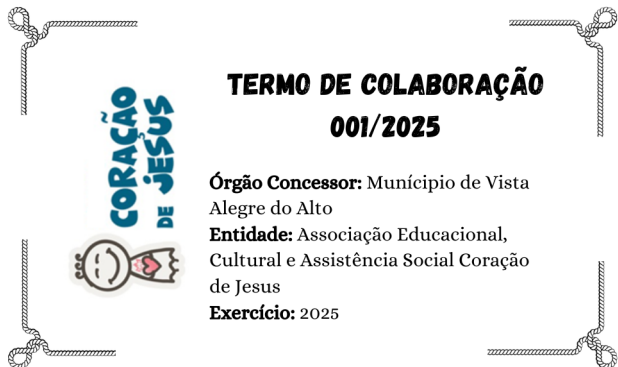 CORAÇÃO
DE JESUS
TERMO DE COLABORAÇÃO
001/2025
Órgão Concessor: Munícipio de Vista
Alegre do Alto
Entidade: Associação Educacional,
Cultural e Assistência Social Coração
de Jesus
Exercício: 2025